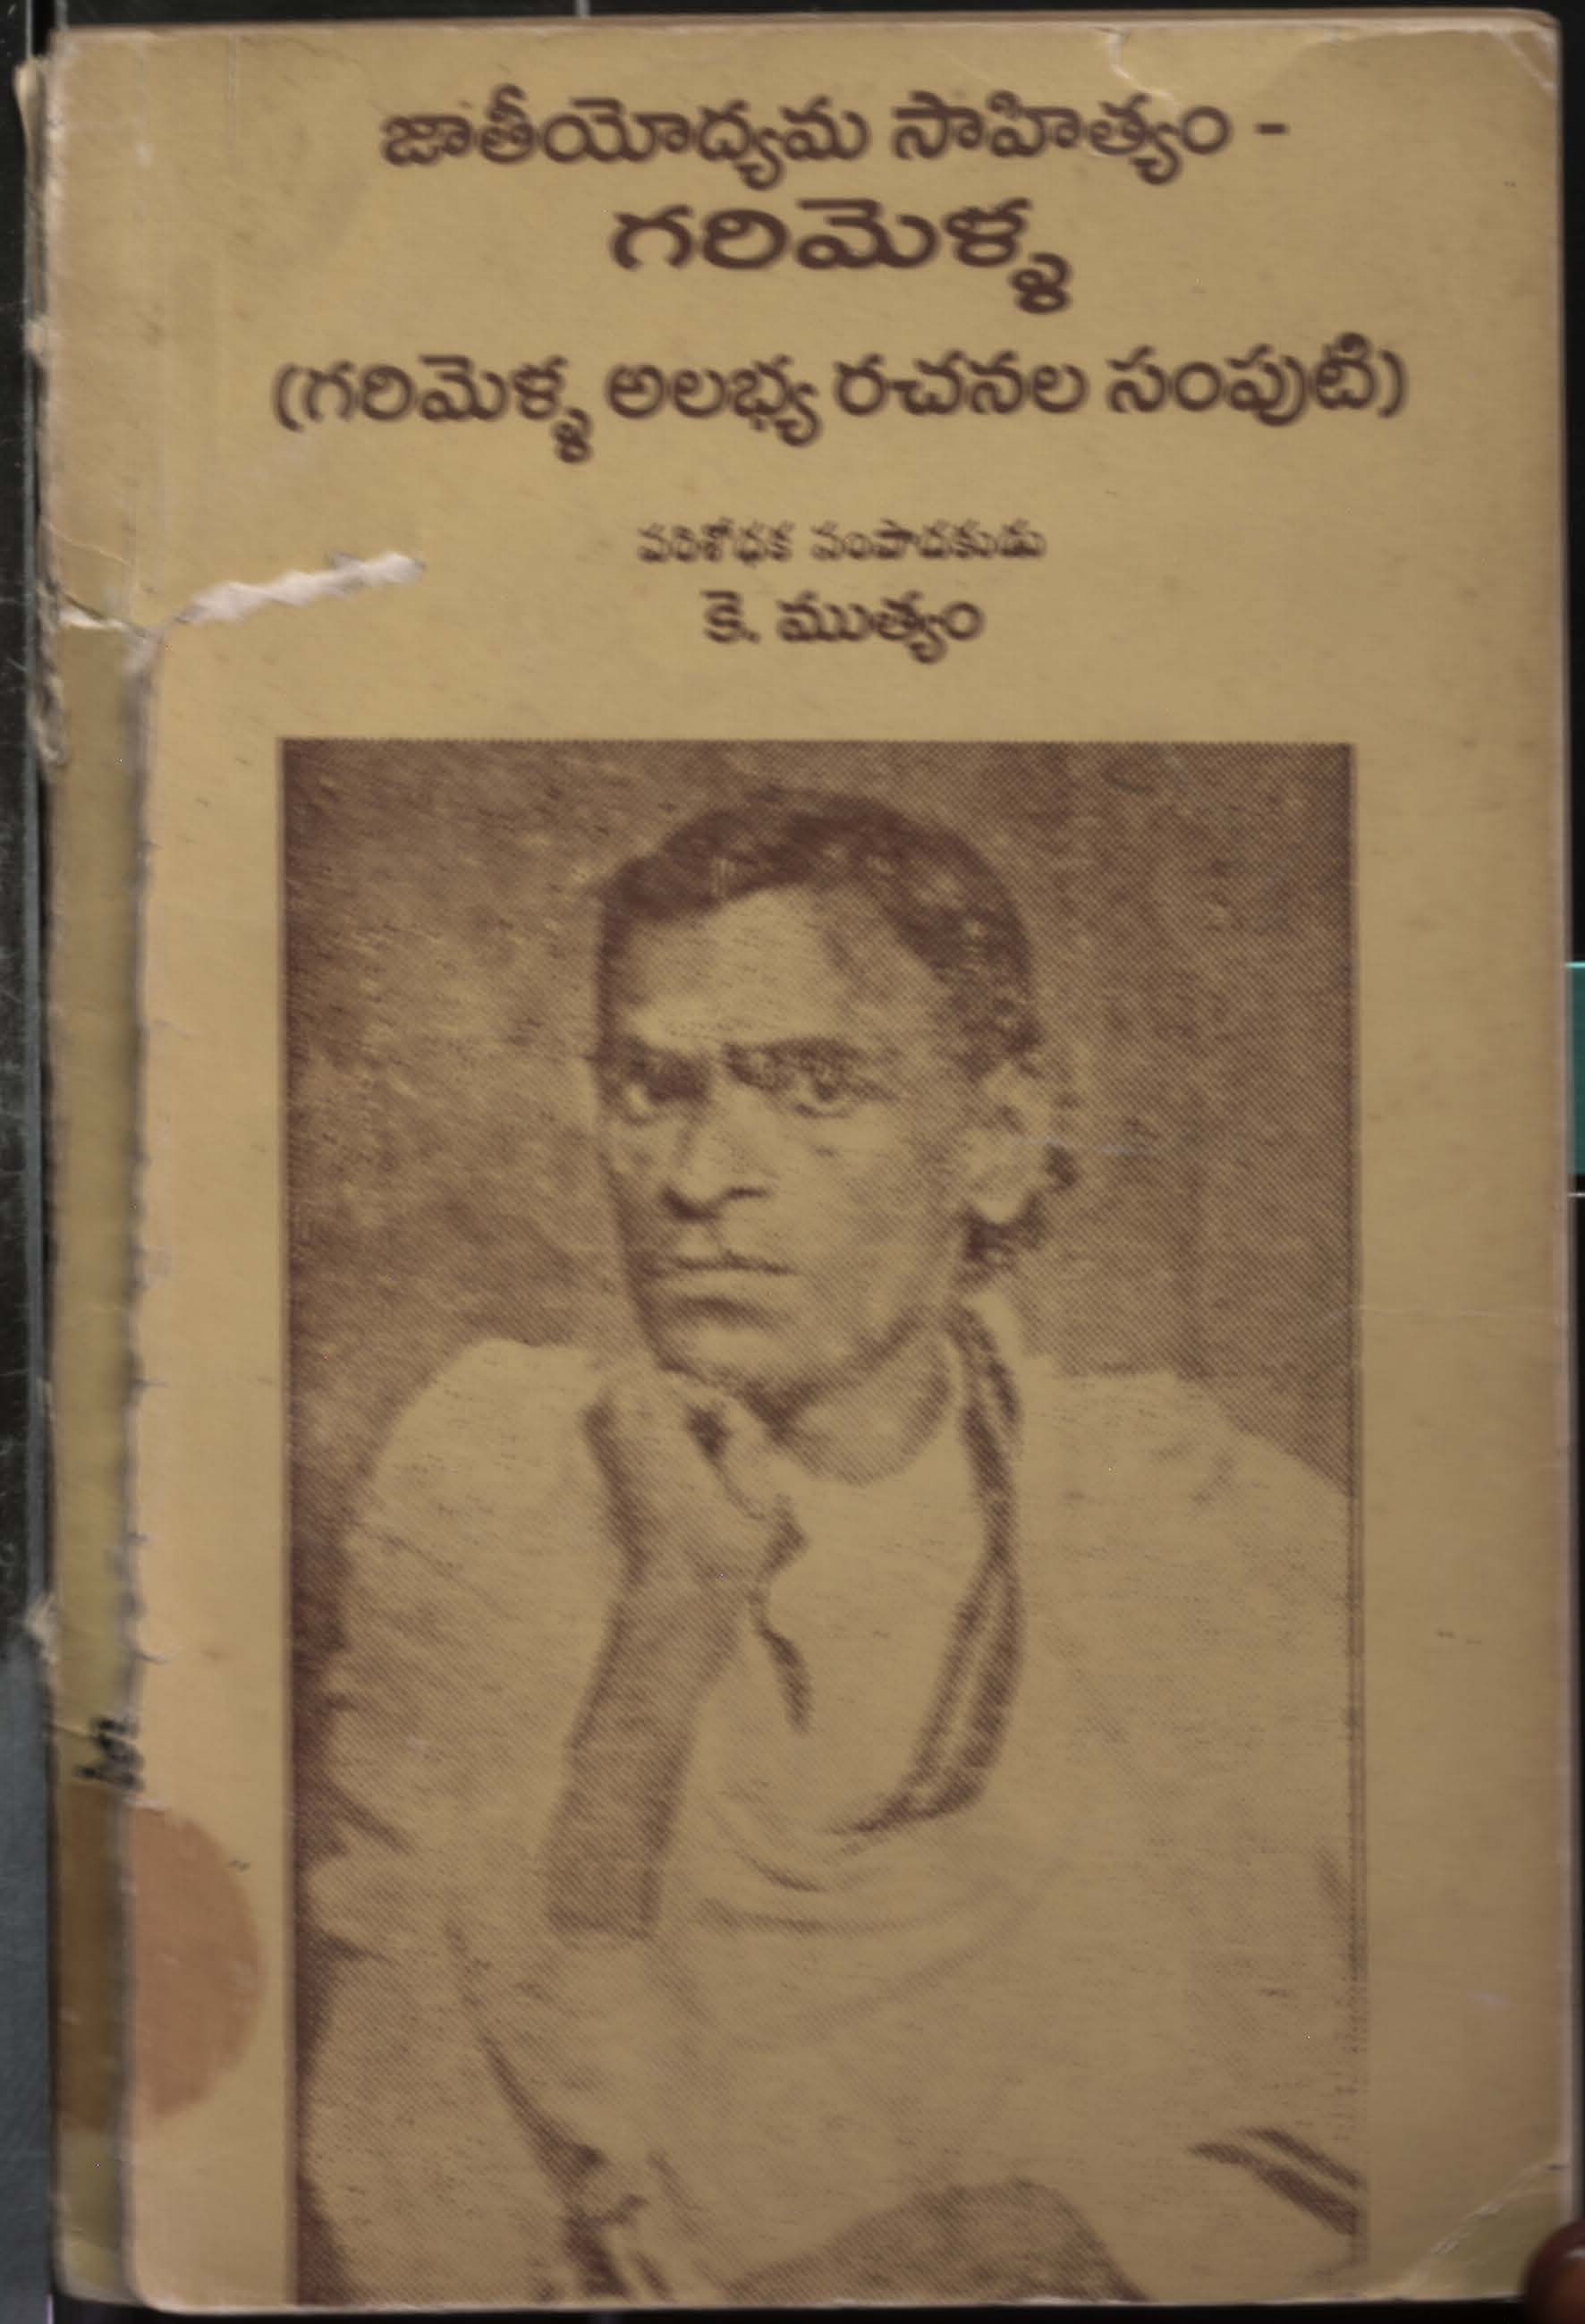 జాతీయోద్యమ సాహిత్యం -
గరిమెళ్ళ
(గరిమెళ్ళ అలభ్య రచనల సంపుటి)
పరిశోధక సంపాదకుడు
కె. ముత్యం